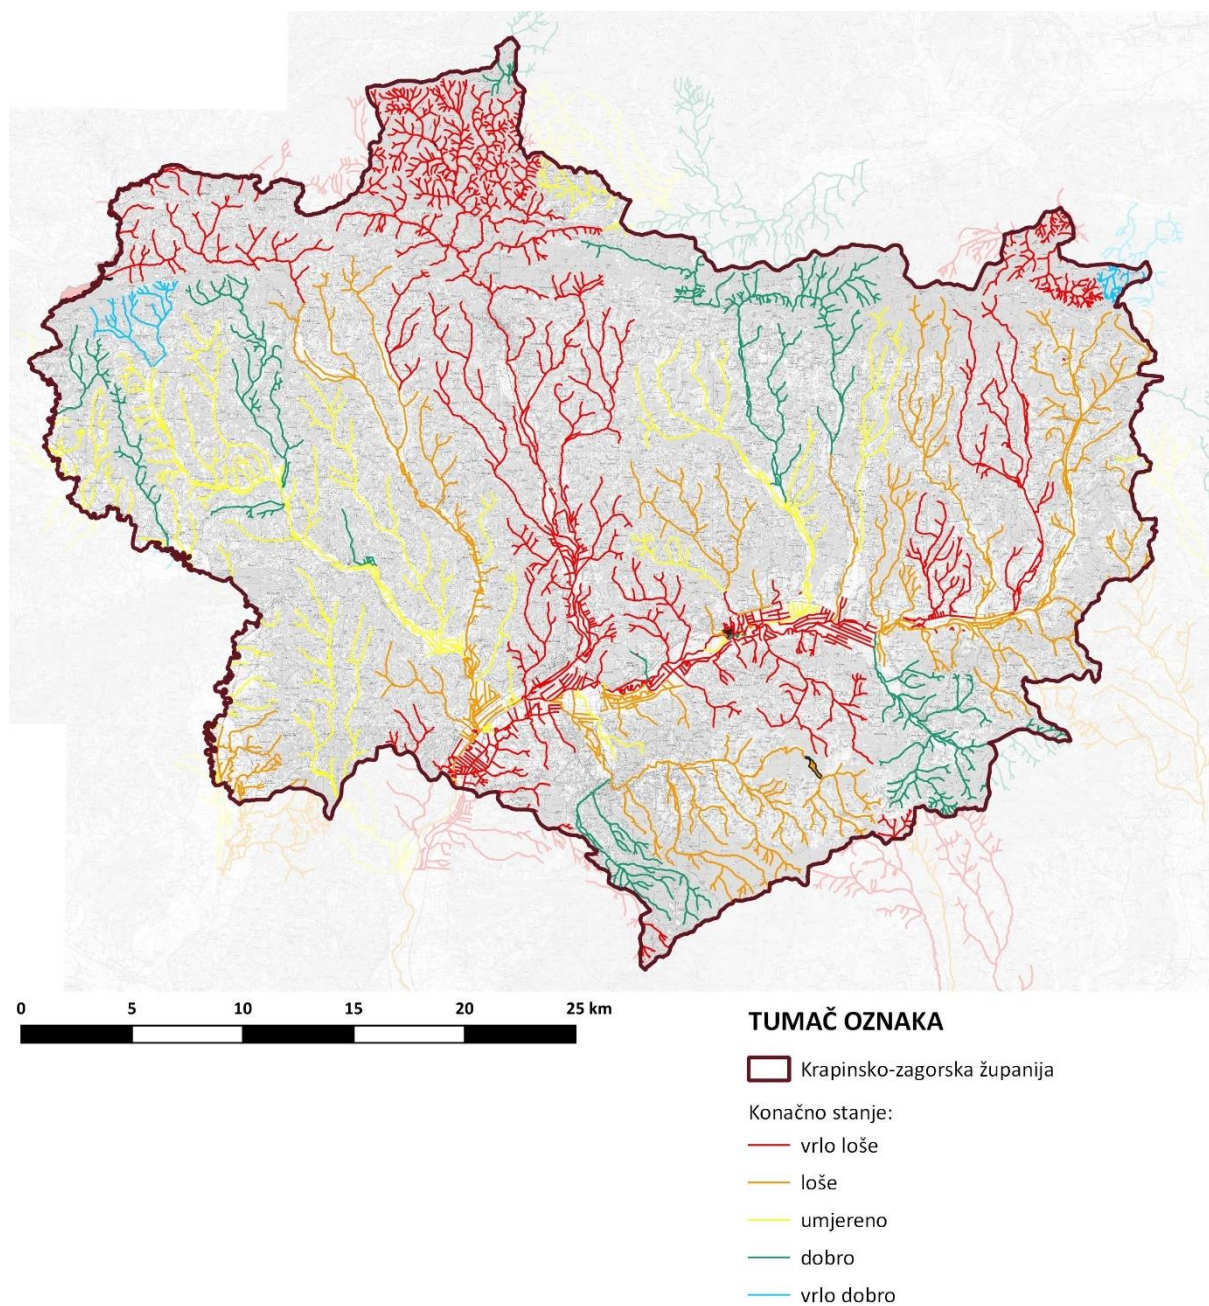 0 5 10 15 20 25 km
TUMAČ OZNAKA
Krapinsko-zagorska županija
Konačno stanje:
vrlo loše
loše
umjereno
dobro
vrlo dobro